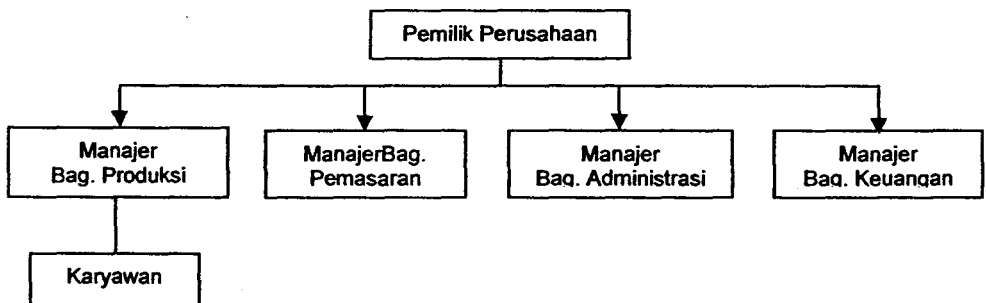 Pemilik Perusahaan
Manajer
Bag. Produksi
ManajerBag.
Pemasaran
Manajer
Bag. Administrasi
Manajer
Bag. Keuangan
Karyawan